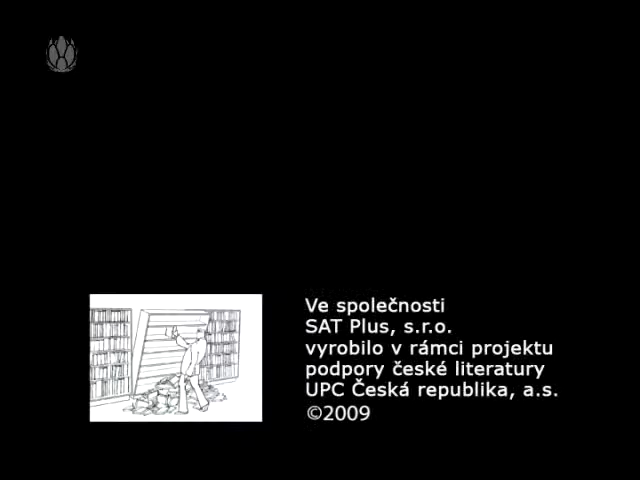 Ve společnosti
SAT Plus, s.r.o.
vyrobilo v rámci projektu
podpory české literatury
UPC Česká republika, a.s.
©2009